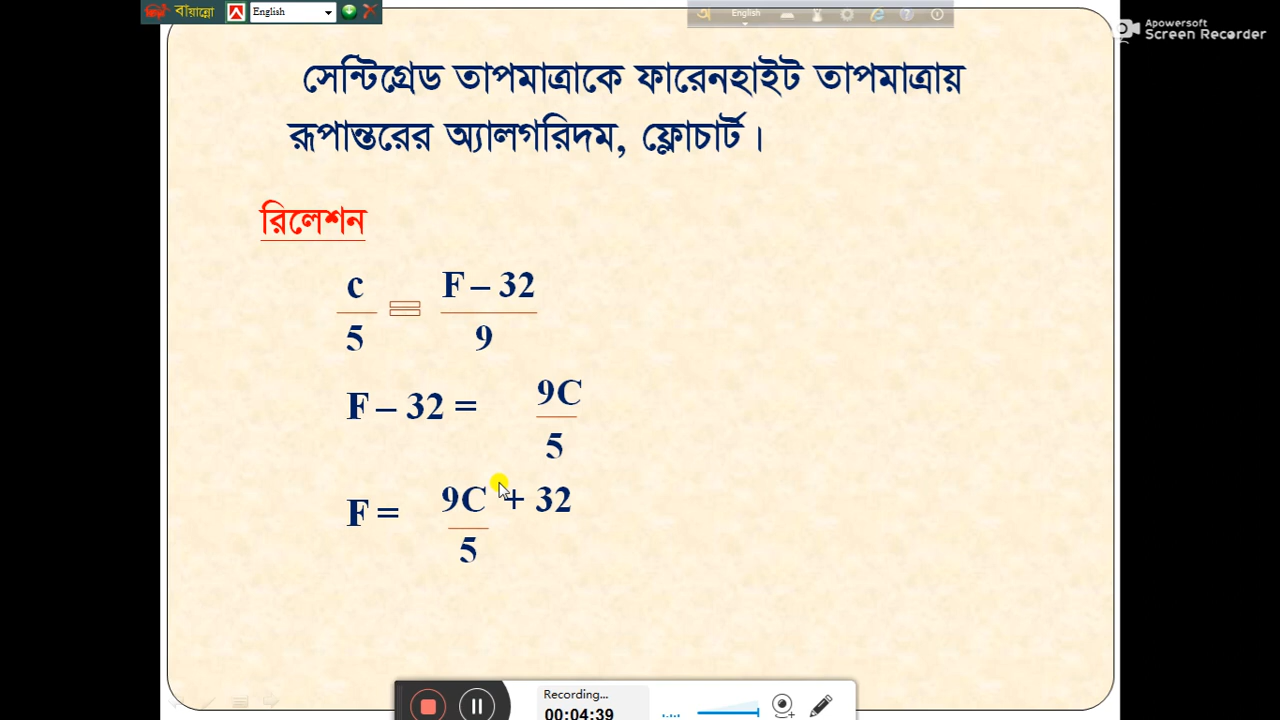 বায়ান্নো
English
অ English
Apowersoft
Screen Recorder
সেন্টিগ্রেড তাপমাত্রাকে ফারেনহাইট তাপমাত্রায়
রূপান্তরের অ্যালগরিদম, ফ্লোচার্ট।
রিলেশন
c F – 32
5 = 9
F – 32 = 9C
5
F = 9C + 32
5
Recording...
00:04:39